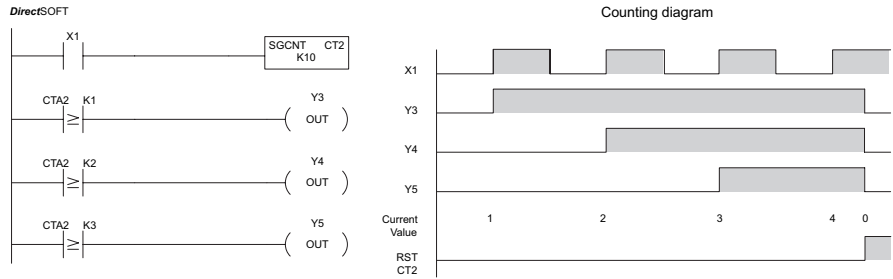 DirectSOFT
X1
SGCNT CT2
K10
CTA2 K1
≥
Y3
OUT
CTA2 K2
≥
Y4
OUT
CTA2 K3
≥
Y5
OUT
Counting diagram
X1
Y3
Y4
Y5
Current
Value
1 2 3 4 0
RST
CT2